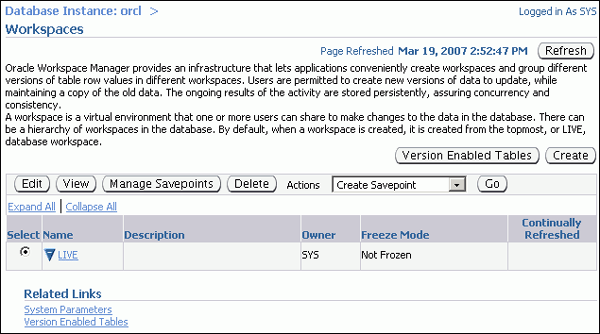 Database Instance: orcl >
Logged in As SYS
Workspaces
Page Refreshed Mar 19, 2007 2:52:47 PM Refresh
Oracle Workspace Manager provides an infrastructure that lets applications conveniently create workspaces and group different
versions of table row values in different workspaces. Users are permitted to create new versions of data to update, while
maintaining a copy of the old data. The ongoing results of the activity are stored persistently, assuring concurrency and
consistency.
A workspace is a virtual environment that one or more users can share to make changes to the data in the database. There can
be a hierarchy of workspaces in the database. By default, when a workspace is created, it is created from the topmost, or LIVE,
database workspace.
Version Enabled Tables Create
Edit View Manage Savepoints Delete Actions Create Savepoint Go
Expand All | Collapse All
Select Name Description Owner Freeze Mode Continually
Refreshed
LIVE SYS Not Frozen
Related Links
System Parameters
Version Enabled Tables